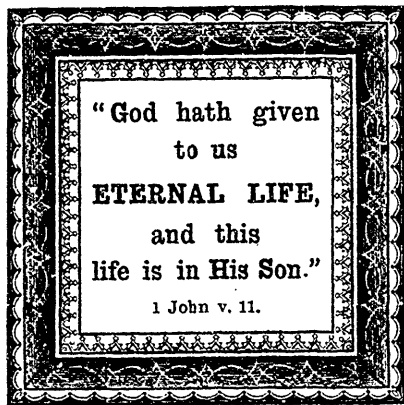 “God hath given
to us
ETERNAL LIFE,
and this
life is in His Son.”
1 John v. 11.